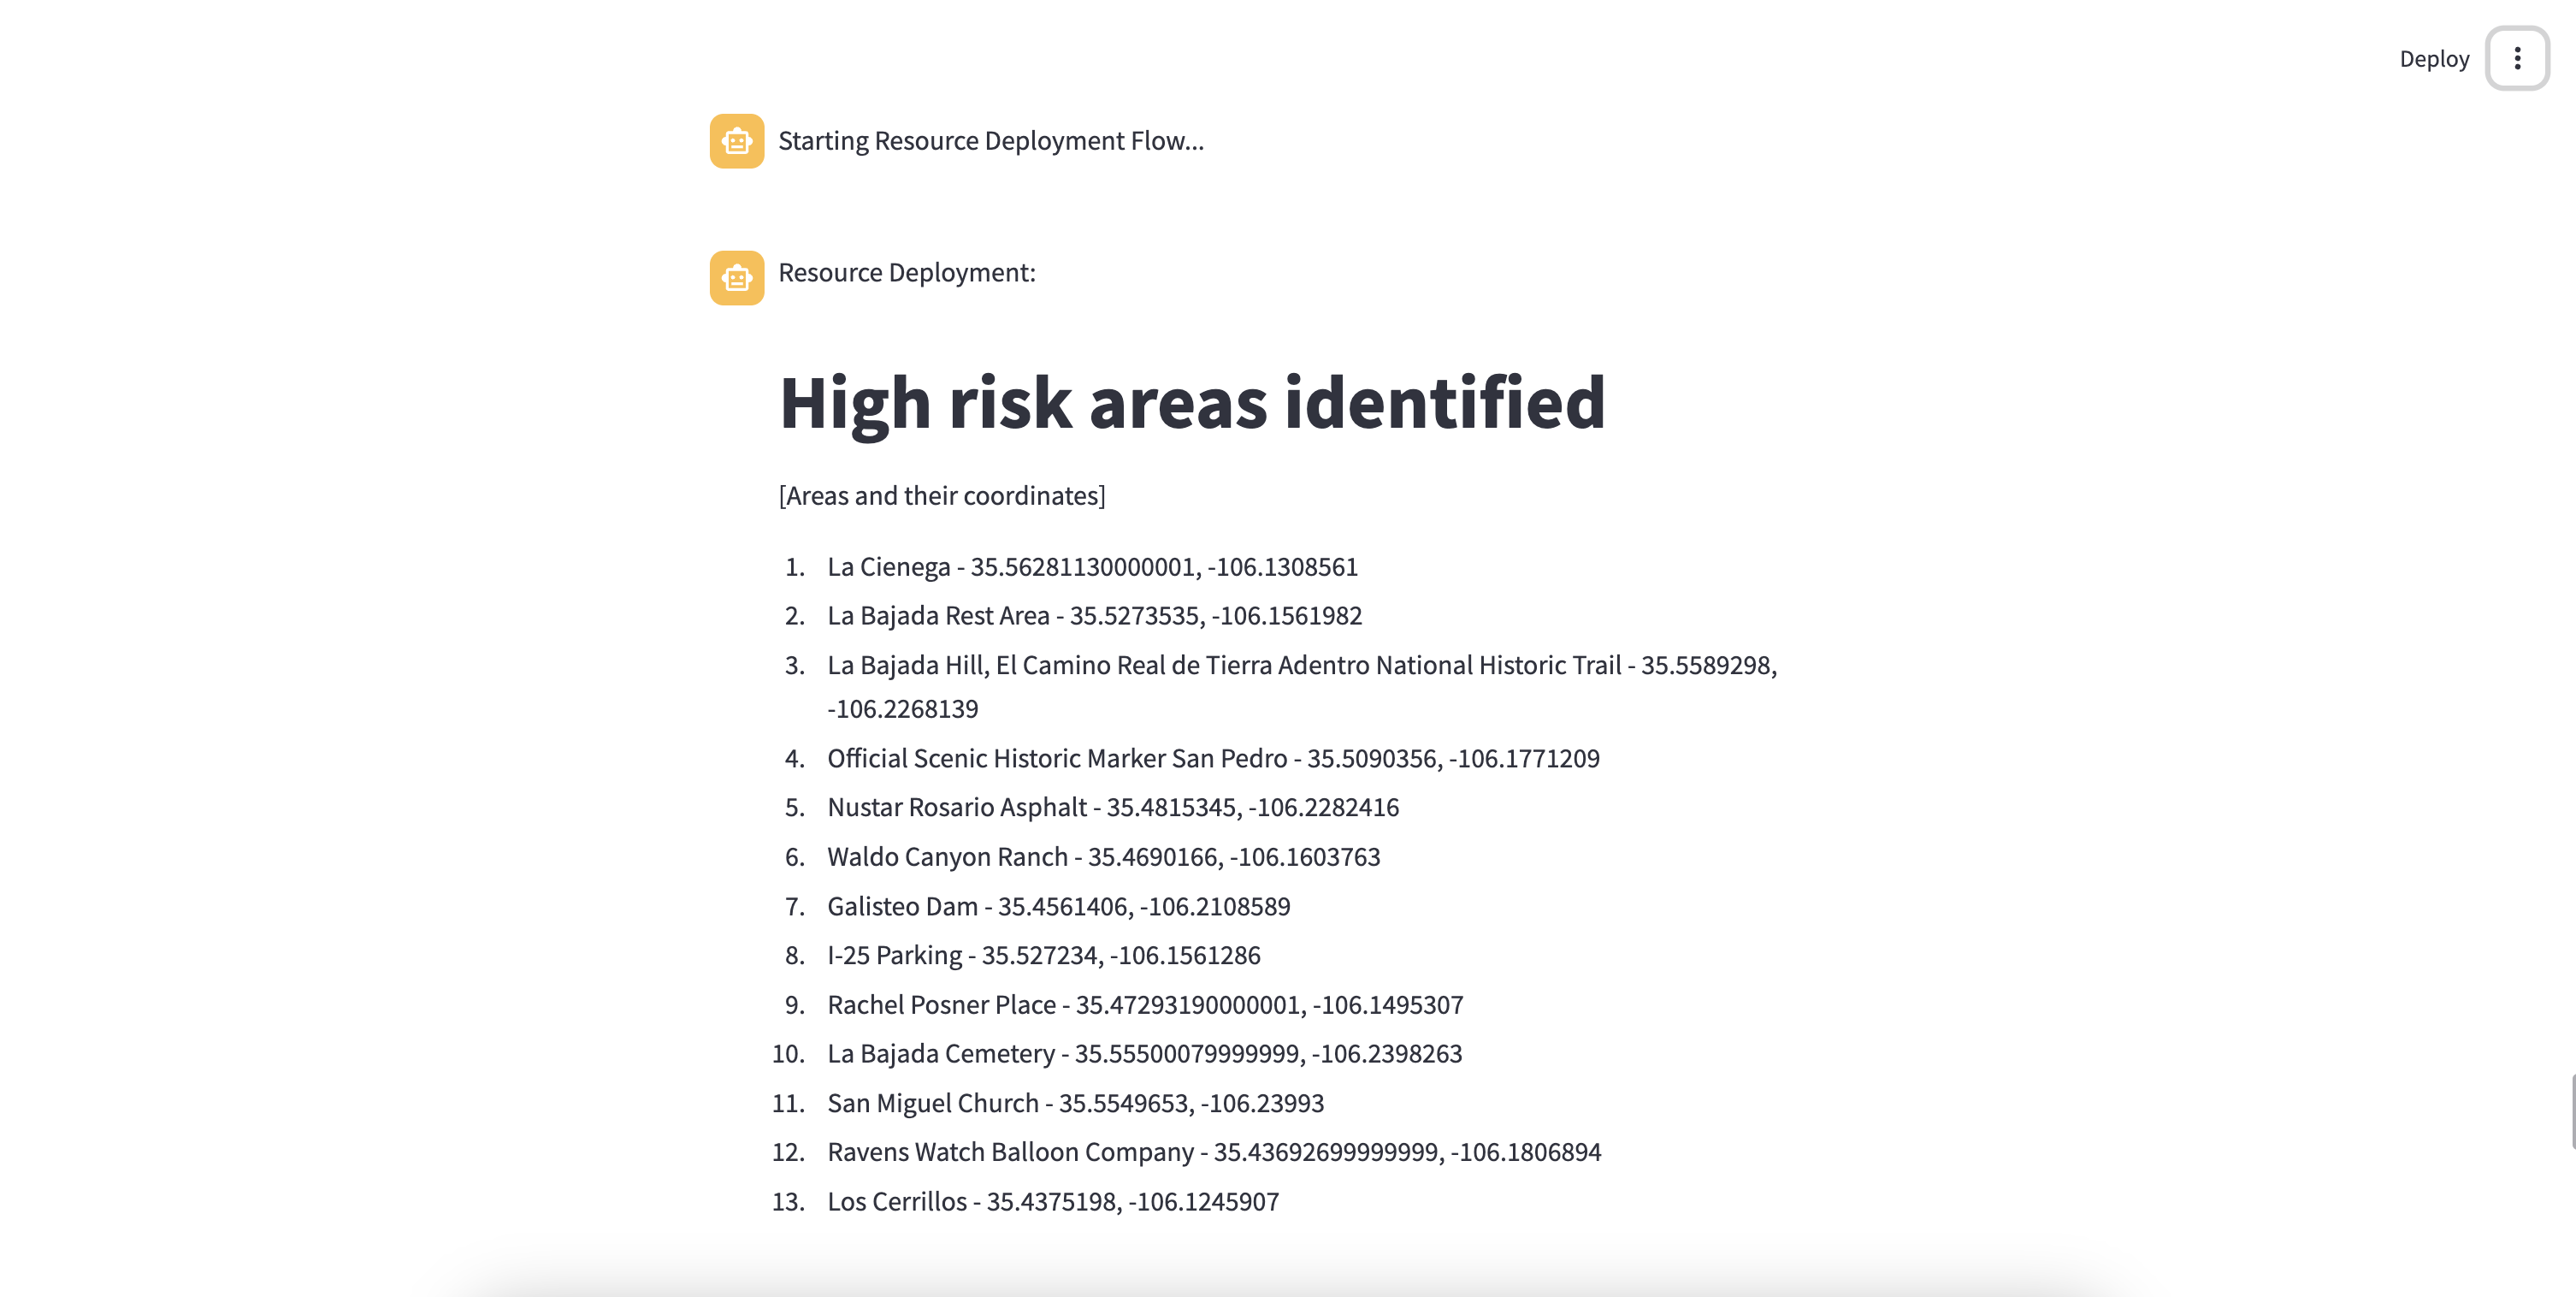 Deploy
Starting Resource Deployment Flow...
Resource Deployment:
High risk areas identified
[Areas and their coordinates]
1. La Cienega - 35.56281130000001, -106.1308561
2. La Bajada Rest Area - 35.5273535, -106.1561982
3. La Bajada Hill, El Camino Real de Tierra Adentro National Historic Trail - 35.5589298,
-106.2268139
4. Official Scenic Historic Marker San Pedro - 35.5090356, -106.1771209
5. Nustar Rosario Asphalt - 35.4815345, -106.2282416
6. Waldo Canyon Ranch - 35.4690166, -106.1603763
7. Galisteo Dam - 35.4561406, -106.2108589
8. I-25 Parking - 35.527234, -106.1561286
9. Rachel Posner Place - 35.47293190000001, -106.1495307
10. La Bajada Cemetery - 35.55500079999999, -106.2398263
11. San Miguel Church - 35.5549653, -106.23993
12. Ravens Watch Balloon Company - 35.43692699999999, -106.1806894
13. Los Cerrillos - 35.4375198, -106.1245907